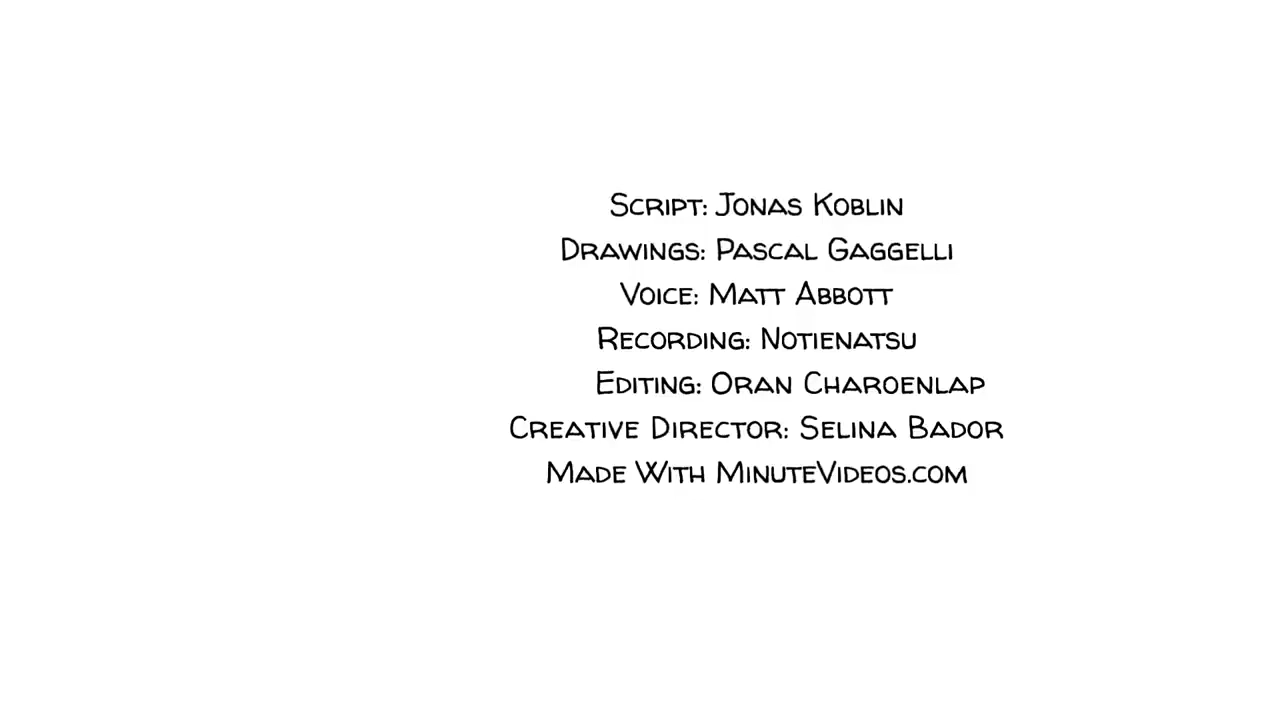 Script: Jonas Koblin
Drawings: Pascal Gaggelli
Voice: Matt Abbott
Recording: Notienatsu
Editing: Oran Charoenlap
Creative Director: Selina Bador
Made With MinuteVideos.com